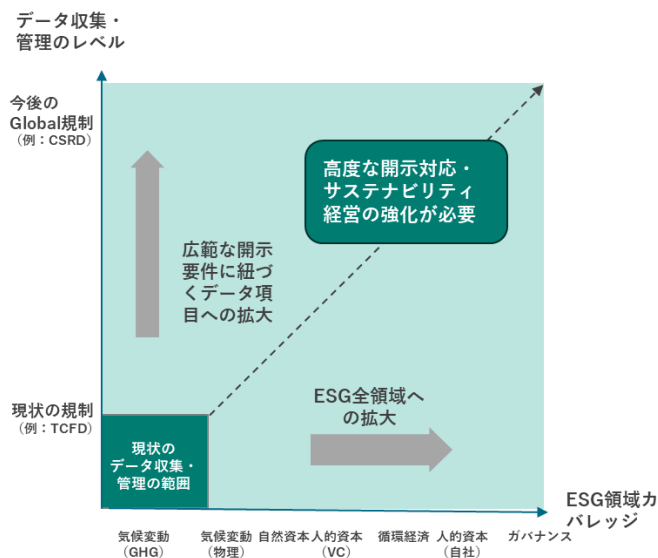 データ収集・
管理のレベル
今後の
Global規制
（例：CSRD）
高度な開示対応・
サステナビリティ
経営の強化が必要
広範な開示
要件に紐づ
くデータ項
目への拡大
現状の規制
（例：TCFD）
ESG全領域へ
の拡大
現状の
データ収集・
管理の範囲
ESG領域カ
バレッジ
気候変動
（GHG）
気候変動
（物理）
自然資本
人的資本
（VC）
循環経済
人的資本
（自社）
ガバナンス